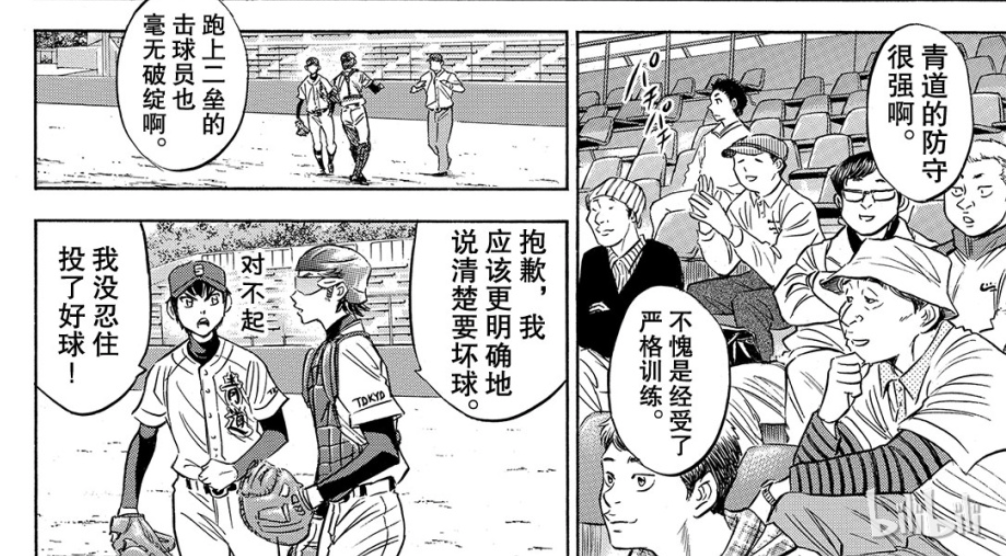 青道的防守
很强啊。
パチ
パチ
不愧是经受了
严格训练。
跑上二垒的
击球员也
毫无破绽啊。
抱歉，我
应该更明确地
说清楚要坏球。
对不起
我没忍住
投了好球！
S
青道
TOKYO
bilibili